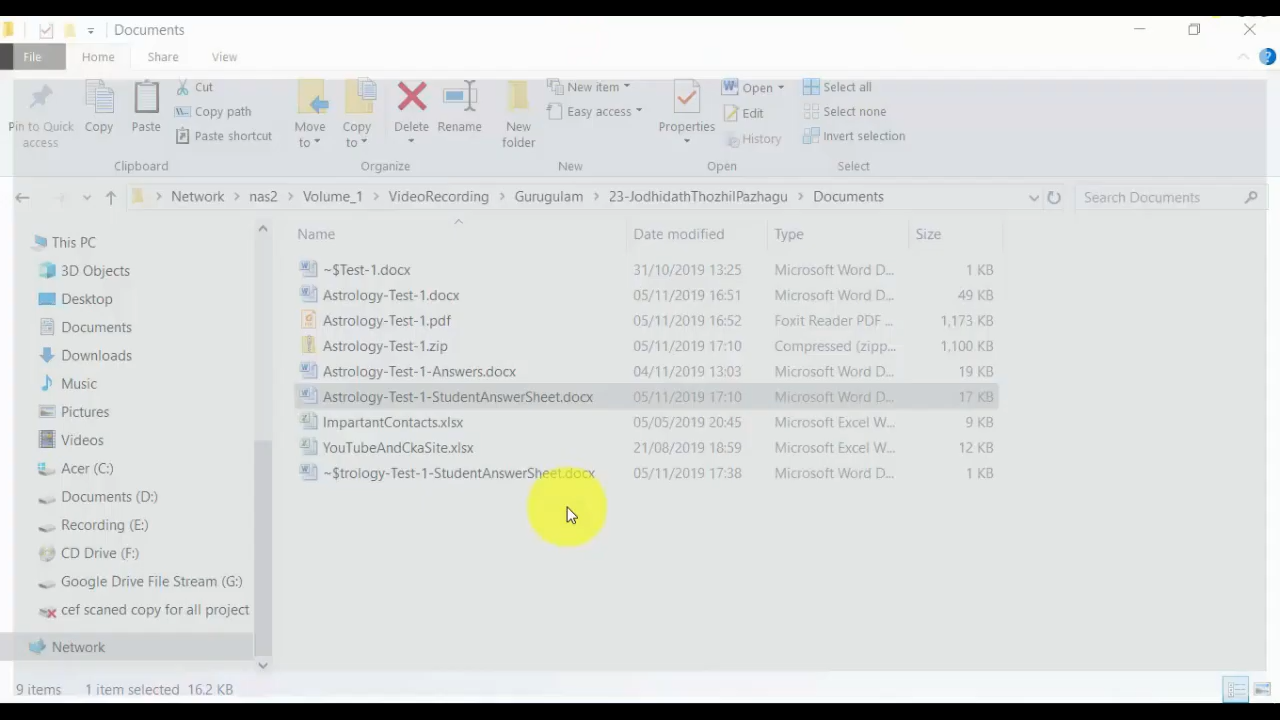 Documents
File Home Share View
Pin to Quick access
Copy
Paste
Cut
Copy path
Paste shortcut
Clipboard
Move to
Copy to
Delete
Rename
Organize
New folder
New item
Easy access
New
Properties
Open
Edit
History
Open
Select all
Select none
Invert selection
Select
Network > nas2 > Volume_1 > VideoRecording > Gurugulam > 23-JodhidathThozhilPazhagu > Documents
Search Documents
This PC
3D Objects
Desktop
Documents
Downloads
Music
Pictures
Videos
Acer (C:)
Documents (D:)
Recording (E:)
CD Drive (F:)
Google Drive File Stream (G:)
cef scaned copy for all project
Network
Name Date modified Type Size
~$Test-1.docx 31/10/2019 13:25 Microsoft Word D... 1 KB
Astrology-Test-1.docx 05/11/2019 16:51 Microsoft Word D... 49 KB
Astrology-Test-1.pdf 05/11/2019 16:52 Foxit Reader PDF ... 1,173 KB
Astrology-Test-1.zip 05/11/2019 17:10 Compressed (zipp... 1,100 KB
Astrology-Test-1-Answers.docx 04/11/2019 13:03 Microsoft Word D... 19 KB
Astrology-Test-1-StudentAnswerSheet.docx 05/11/2019 17:10 Microsoft Word D... 17 KB
ImpartantContacts.xlsx 05/05/2019 20:45 Microsoft Excel W... 9 KB
YouTubeAndCkaSite.xlsx 21/08/2019 18:59 Microsoft Excel W... 12 KB
~$trology-Test-1-StudentAnswerSheet.docx 05/11/2019 17:38 Microsoft Word D... 1 KB
9 items 1 item selected 16.2 KB